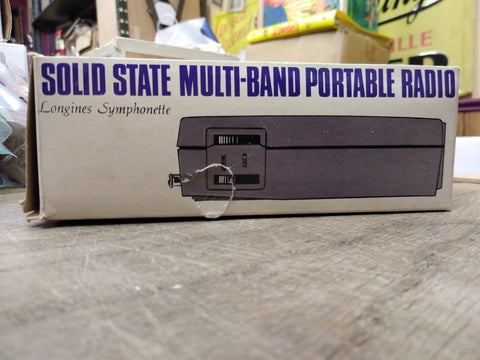 SOLID STATE MULTI-BAND PORTABLE RADIO
Longines Symphonette